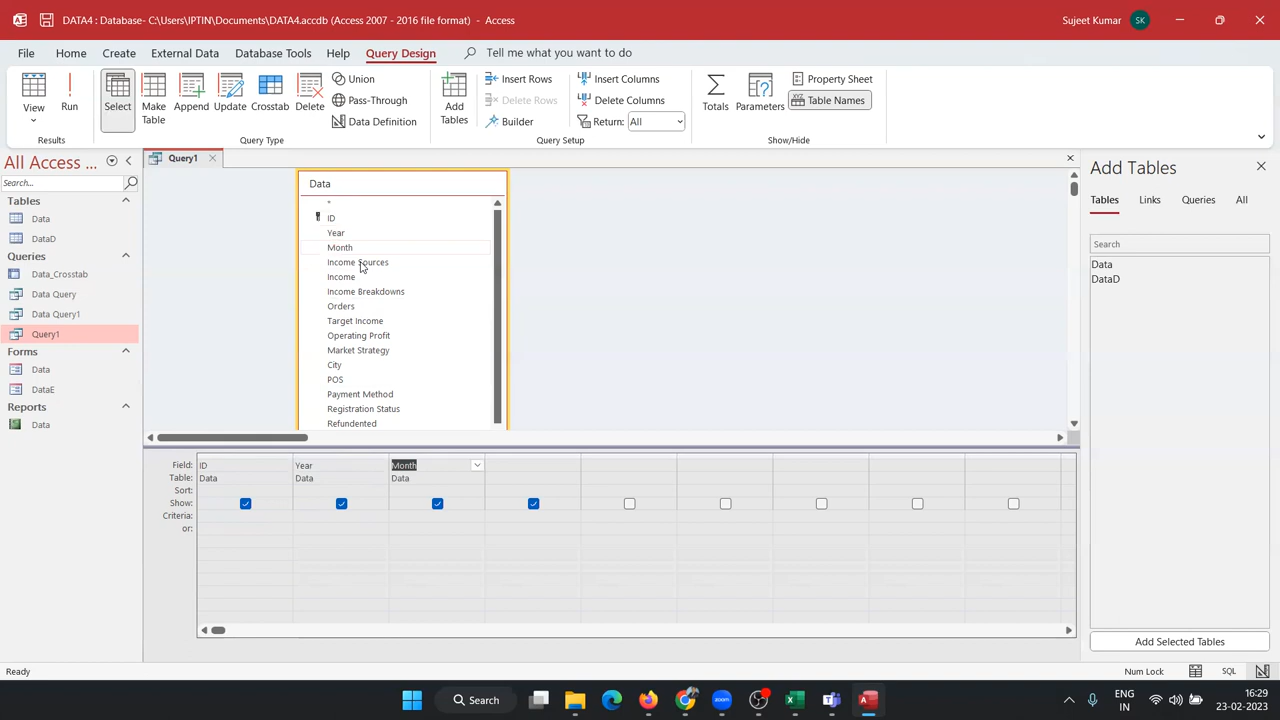 DATA4 : Database- C:\Users\IPTIN\Documents\DATA4.accdb (Access 2007 - 2016 file format) - Access
Sujeet Kumar SK
File Home Create External Data Database Tools Help Query Design Tell me what you want to do
View Run Select Make Table Append Update Crosstab Delete
Union
Pass-Through
Data Definition
Add Tables
Insert Rows
Delete Rows
Builder
Insert Columns
Delete Columns
Return: All
Totals Parameters
Property Sheet
XYZ Table Names
Results Query Type Query Setup Show/Hide
All Access ...
Search...
Tables
Data
DataD
Queries
Data_Crosstab
Data Query
Data Query1
Query1
Forms
Data
DataE
Reports
Data
Query1
Data
*
ID
Year
Month
Income Sources
Income
Income Breakdowns
Orders
Target Income
Operating Profit
Market Strategy
City
POS
Payment Method
Registration Status
Refundented
Field: ID Year Month
Table: Data Data Data
Sort:
Show:
Criteria:
or:
Add Tables
Tables Links Queries All
Search
Data
DataD
Add Selected Tables
Ready
Num Lock SQL
Search
ENG
IN
16:29
23-02-2023